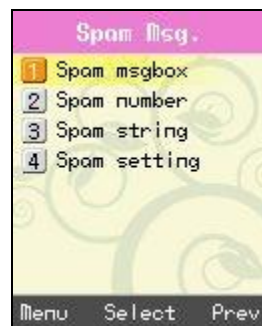 Spam Msg.
1 Spam msgbox
2 Spam number
3 Spam string
4 Spam setting
Menu Select Prev